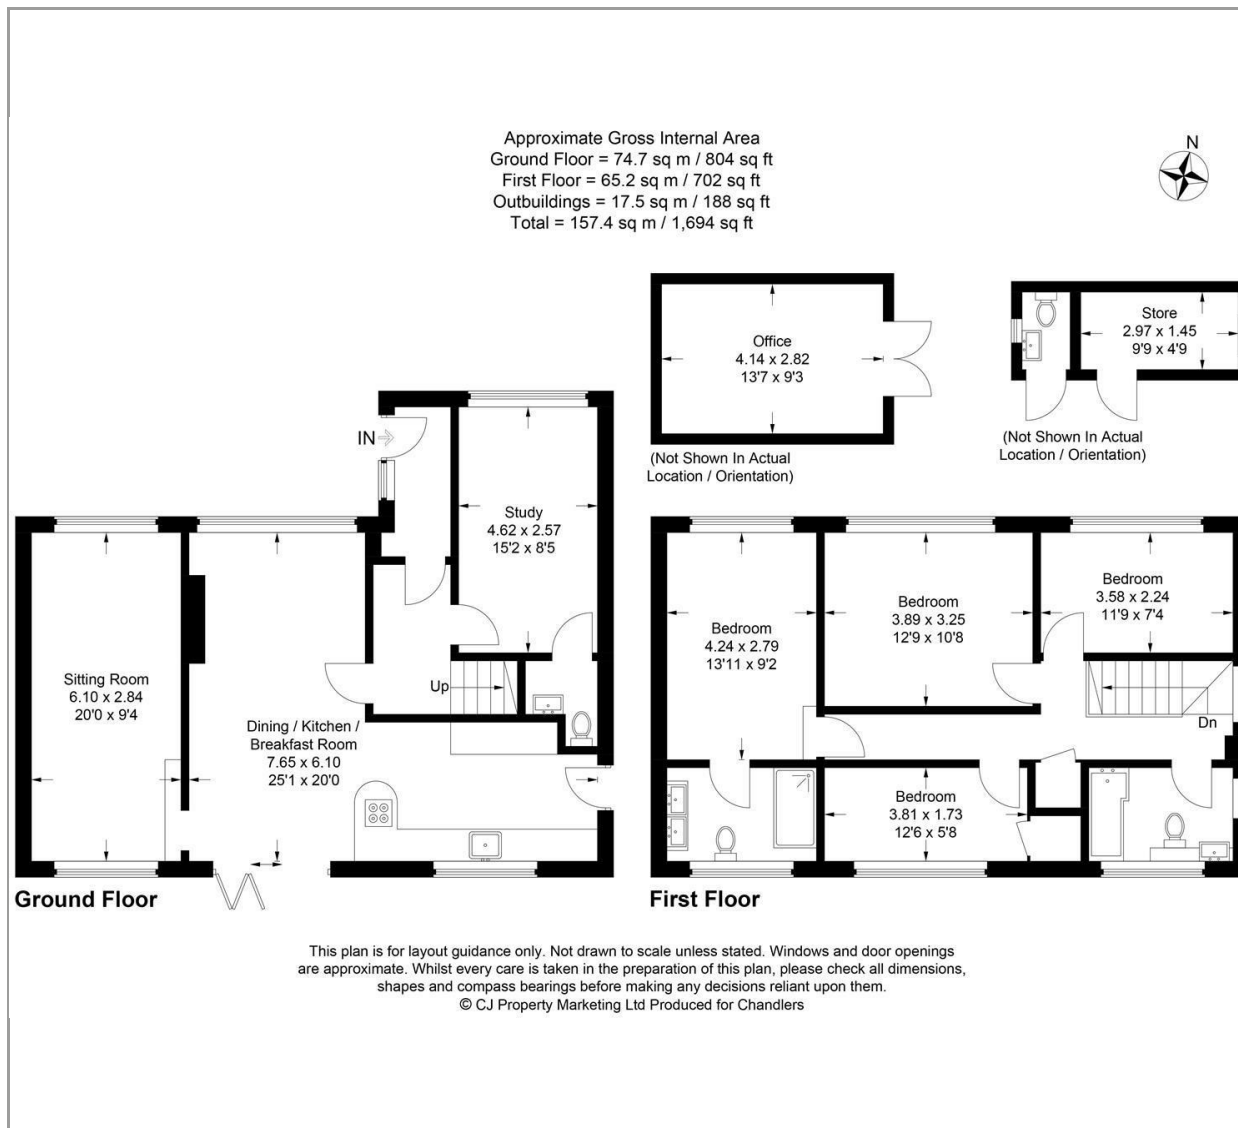 Approximate Gross Internal Area
Ground Floor = 74.7 sq m / 804 sq ft
First Floor = 65.2 sq m / 702 sq ft
Outbuildings = 17.5 sq m / 188 sq ft
Total = 157.4 sq m / 1,694 sq ft
N
Office
4.14 x 2.82
13'7 x 9'3
(Not Shown In Actual
Location / Orientation)
Store
2.97 x 1.45
9'9 x 4'9
(Not Shown In Actual
Location / Orientation)
IN
Study
4.62 x 2.57
15'2 x 8'5
Sitting Room
6.10 x 2.84
20'0 x 9'4
Up
Dining / Kitchen /
Breakfast Room
7.65 x 6.10
25'1 x 20'0
Ground Floor
Bedroom
4.24 x 2.79
13'11 x 9'2
Bedroom
3.89 x 3.25
12'9 x 10'8
Bedroom
3.58 x 2.24
11'9 x 7'4
Dn
Bedroom
3.81 x 1.73
12'6 x 5'8
First Floor
This plan is for layout guidance only. Not drawn to scale unless stated. Windows and door openings
are approximate. Whilst every care is taken in the preparation of this plan, please check all dimensions,
shapes and compass bearings before making any decisions reliant upon them.
© CJ Property Marketing Ltd Produced for Chandlers